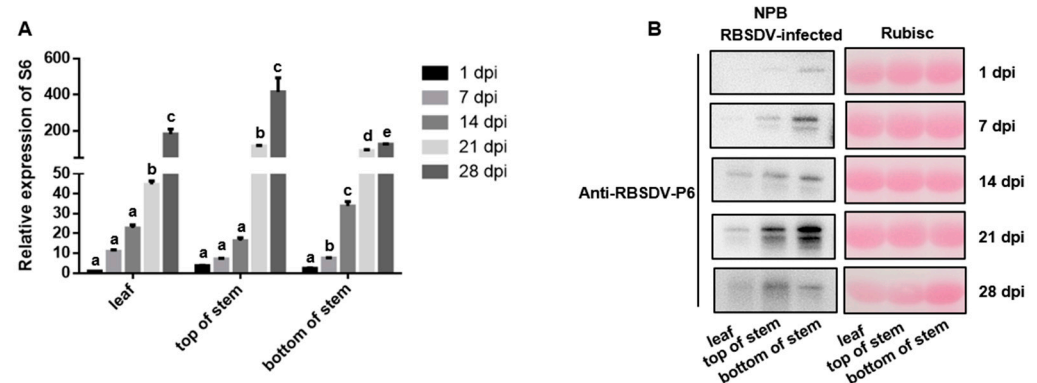 A
Relative expression of S6
600
400
200
50
40
30
20
10
0
a
a
a
b
c
a
a
a
b
c
a
b
c
d
e
leaf
top of stem
bottom of stem
1 dpi
7 dpi
14 dpi
21 dpi
28 dpi
B
NPB
RBSDV-infected
Rubisc
Anti-RBSDV-P6
1 dpi
7 dpi
14 dpi
21 dpi
28 dpi
leaf
top of stem
bottom of stem
leaf
top of stem
bottom of stem